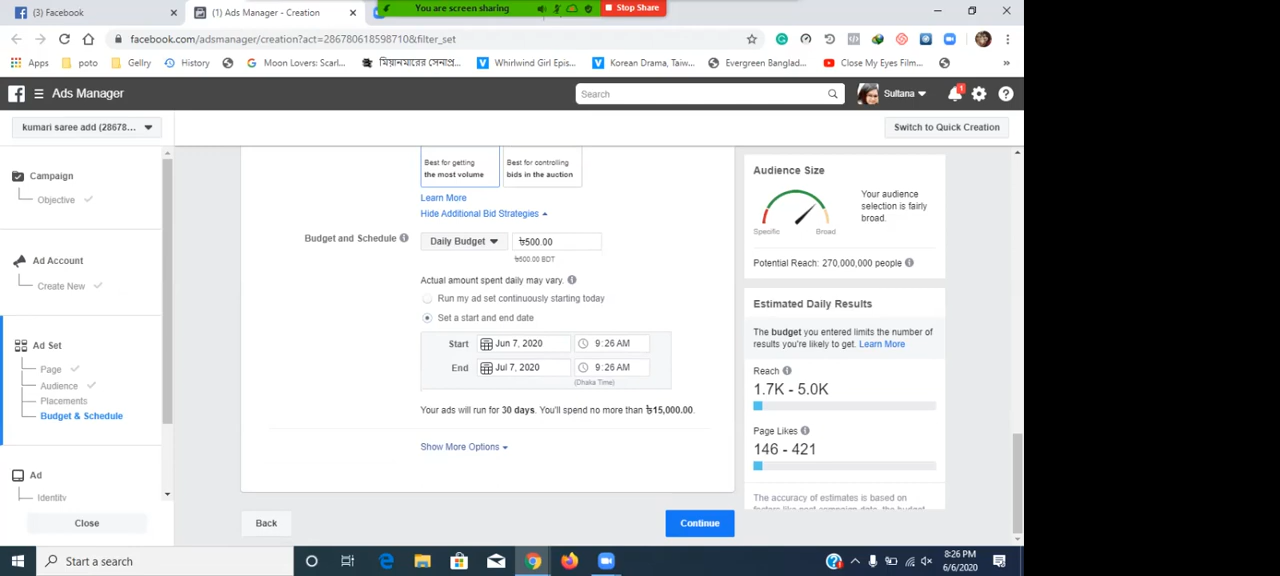 (3) Facebook
(1) Ads Manager - Creation
You are screen sharing
Stop Share
facebook.com/adsmanager/creation?act=286780618598710&filter_set
Apps
poto
Gellry
History
Moon Lovers: Scarl...
মিয়ানমারের সেনাপ্র...
Whirlwind Girl Epis...
Korean Drama, Taiw...
Evergreen Banglad...
Close My Eyes Film...
»
Ads Manager
Search
Sultana
1
kumari saree add (28678...
Switch to Quick Creation
Campaign
Objective
Ad Account
Create New
Ad Set
Page
Audience
Placements
Budget & Schedule
Ad
Identity
Close
Best for getting
the most volume
Best for controlling
bids in the auction
Learn More
Hide Additional Bid Strategies
Budget and Schedule
Daily Budget
৳500.00
৳500.00 BDT
Actual amount spent daily may vary.
Run my ad set continuously starting today
Set a start and end date
Start
Jun 7, 2020
9:26 AM
End
Jul 7, 2020
9:26 AM
(Dhaka Time)
Your ads will run for 30 days. You'll spend no more than ৳15,000.00.
Show More Options
Back
Continue
Audience Size
Specific
Broad
Your audience
selection is fairly
broad.
Potential Reach: 270,000,000 people
Estimated Daily Results
The budget you entered limits the number of
results you're likely to get. Learn More
Reach
1.7K - 5.0K
Page Likes
146 - 421
The accuracy of estimates is based on
Type here